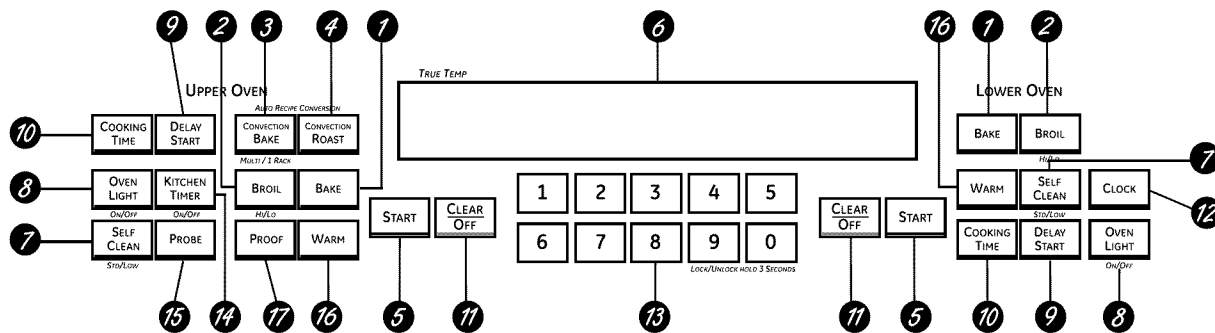 9 2 3 4 1 6 16 1 2
TRUE TEMP
UPPER OVEN LOWER OVEN
AUTO RECIPE CONVERSION
10 COOKING TIME DELAY START CONVECTION BAKE CONVECTION ROAST BAKE BROIL
MULTI / 1 RACK HI/LO 7
8 OVEN LIGHT KITCHEN TIMER BROIL BAKE 1 2 3 4 5 WARM SELF CLEAN CLOCK
ON/OFF ON/OFF HI/LO STD/LOW 12
START CLEAR OFF CLEAR OFF START
7 SELF CLEAN PROBE PROOF WARM 6 7 8 9 0 COOKING TIME DELAY START OVEN LIGHT
STD/LOW LOCK/UNLOCK HOLD 3 SECONDS ON/OFF
15 14 17 16 5 11 13 11 5 10 9 8